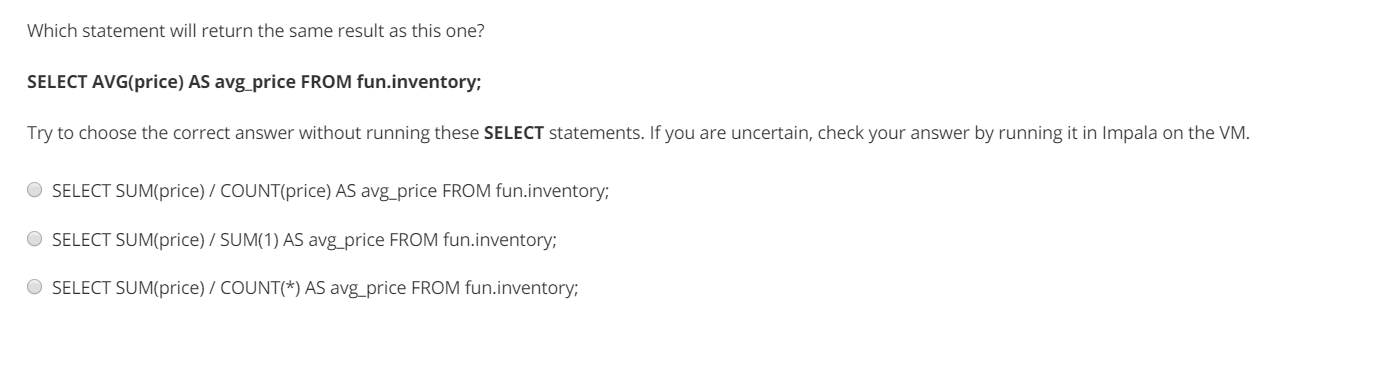 Which statement will return the same result as this one?
SELECT AVG(price) AS avg_price FROM fun.inventory;
Try to choose the correct answer without running these SELECT statements. If you are uncertain, check your answer by running it in Impala on the VM.
SELECT SUM(price) / COUNT(price) AS avg_price FROM fun.inventory;
SELECT SUM(price) / SUM(1) AS avg_price FROM fun.inventory;
SELECT SUM(price) / COUNT(*) AS avg_price FROM fun.inventory;